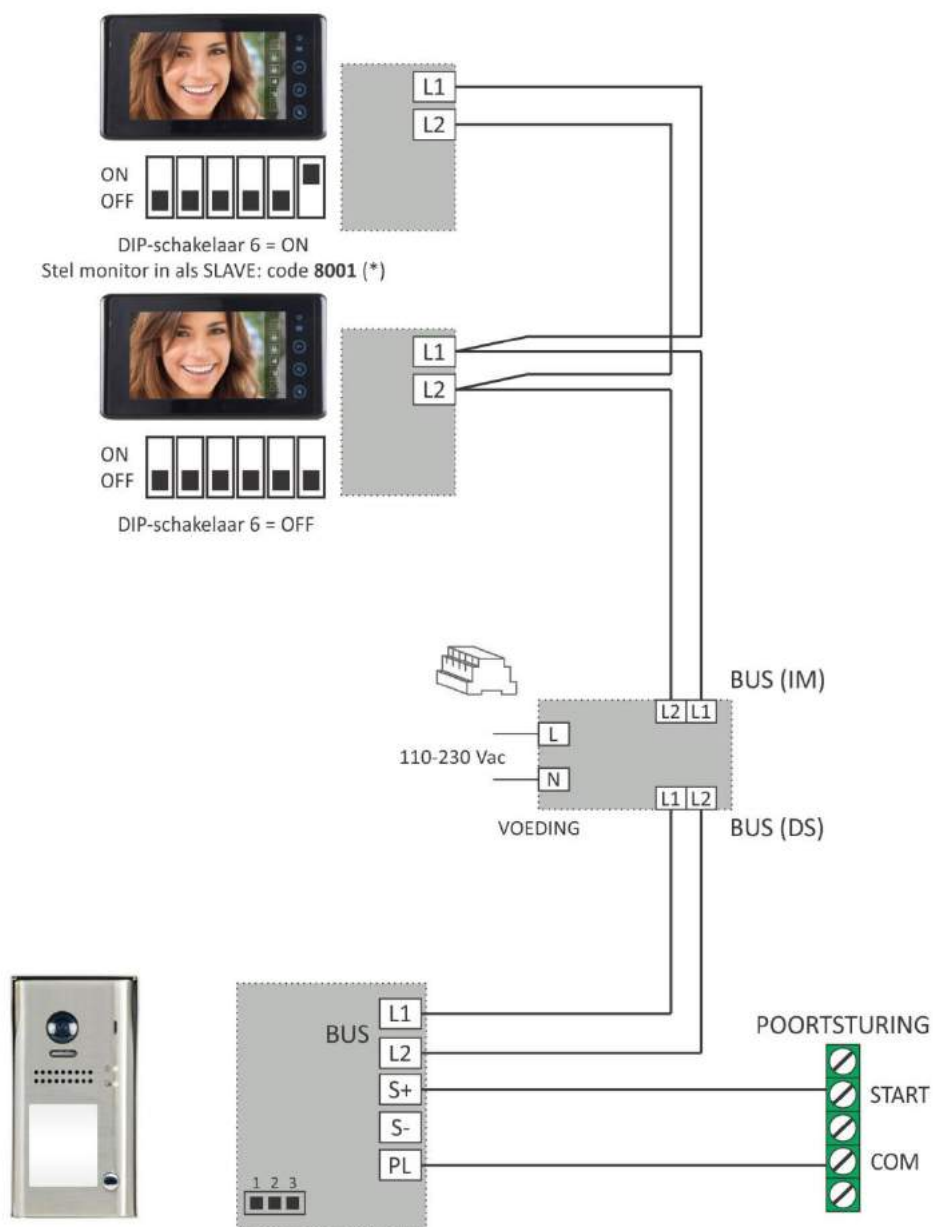 L1
L2
ON
OFF
DIP-schakelaar 6 = ON
Stel monitor in als SLAVE: code 8001 (*)
L1
L2
ON
OFF
DIP-schakelaar 6 = OFF
BUS (IM)
L2 L1
L
110-230 Vac
N
L1 L2
VOEDING
BUS (DS)
L1
BUS
L2
S+
S-
PL
1 2 3
POORTSTURING
START
COM